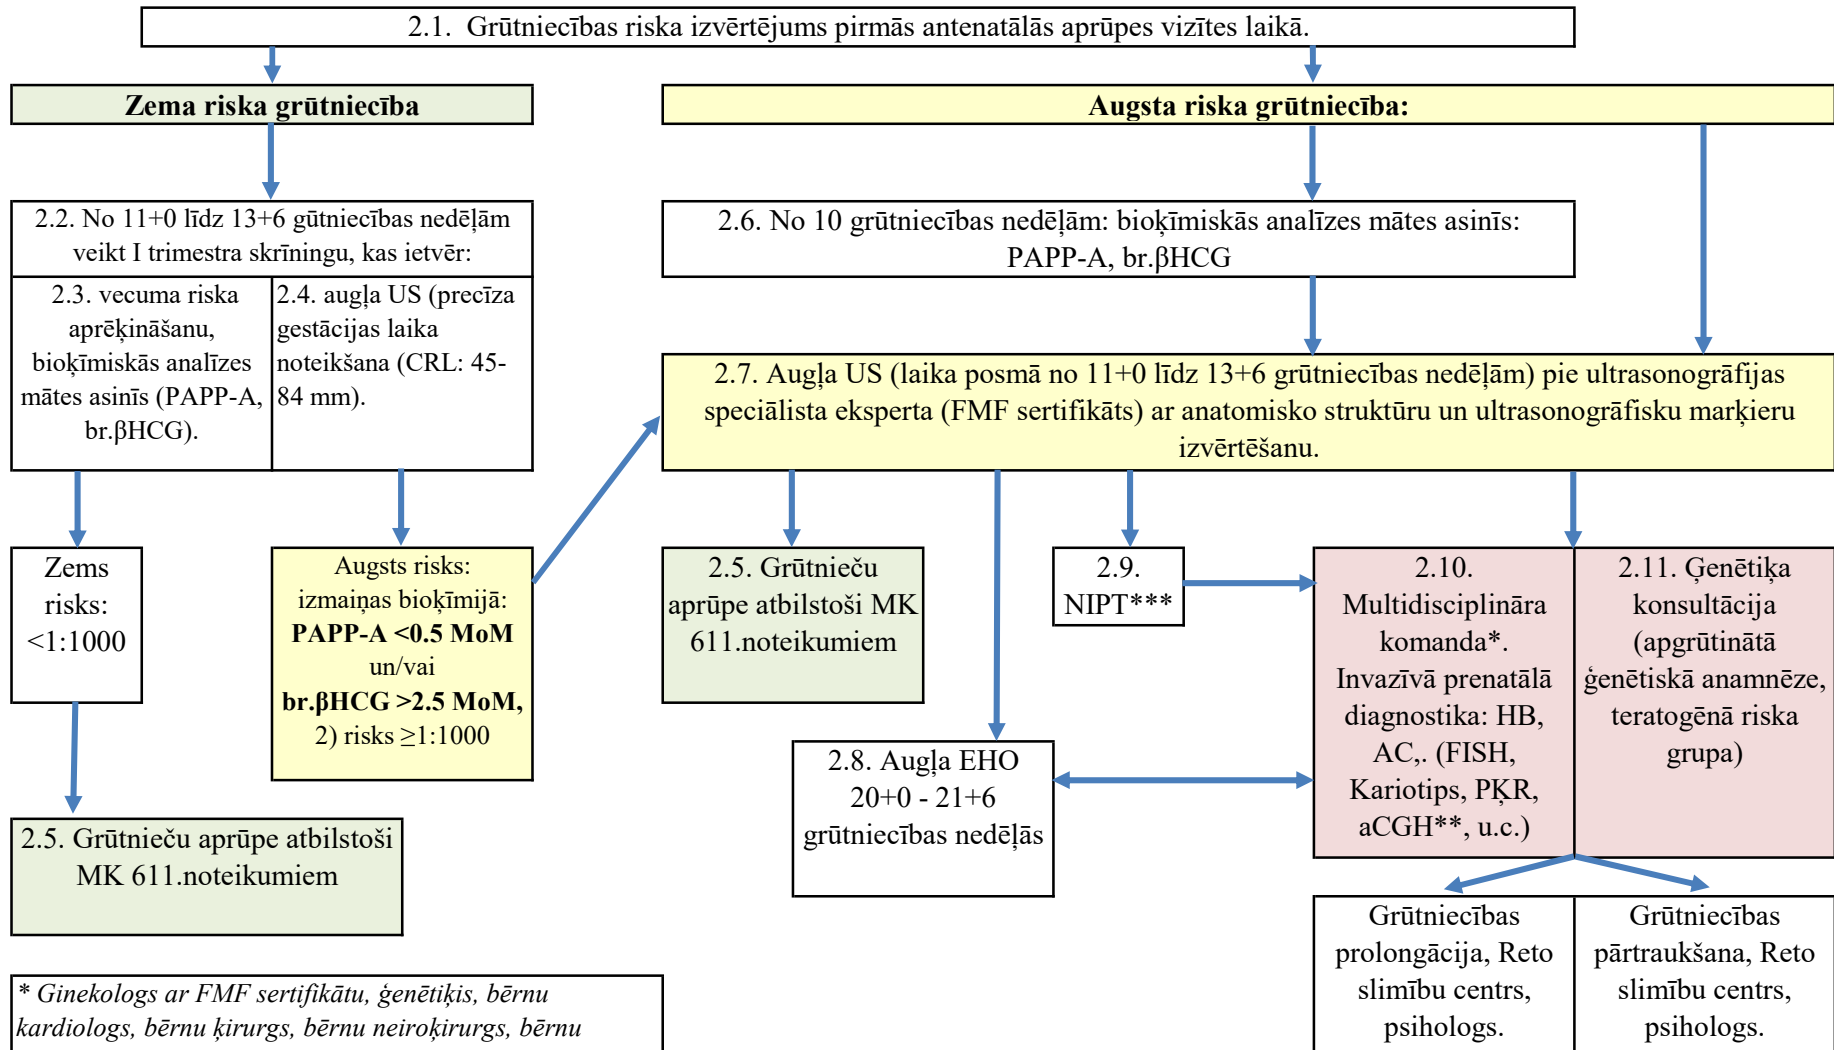 2.1. Grūtniecības riska izvērtējums pirmās antenatālās aprūpes vizītes laikā.
Zema riska grūtniecība
Augsta riska grūtniecība:
2.2. No 11+0 līdz 13+6 gūtniecības nedēļām
veikt I trimestra skrīningu, kas ietvēr:
2.3. vecuma riska
aprēķināšanu,
bioķīmiskās analīzes
mātes asinīs (PAPP-A,
br.βHCG).
2.4. augļa US (precīza
gestācijas laika
noteikšana (CRL: 45-
84 mm).
2.6. No 10 grūtniecības nedēļām: bioķīmiskās analīzes mātes asinīs:
PAPP-A, br.βHCG
2.7. Augļa US (laika posmā no 11+0 līdz 13+6 grūtniecības nedēļām) pie ultrasonogrāfijas
speciālista eksperta (FMF sertifikāts) ar anatomisko struktūru un ultrasonogrāfisku marķieru
izvērtēšanu.
Zems
risks:
<1:1000
Augsts risks:
izmaiņas bioķīmijā:
PAPP-A <0.5 MoM
un/vai
br.βHCG >2.5 MoM,
2) risks ≥1:1000
2.5. Grūtnieču
aprūpe atbilstoši MK
611.noteikumiem
2.9.
NIPT***
2.10.
Multidisciplināra
komanda*.
Invazīvā prenatālā
diagnostika: HB,
AC,. (FISH,
Kariotips, PĶR,
aCGH**, u.c.)
2.11. Ģenētiķa
konsultācija
(apgrūtinātā
ģenētiskā anamnēze,
teratogēnā riska
grupa)
2.8. Augļa EHO
20+0 - 21+6
grūtniecības nedēļās
2.5. Grūtnieču aprūpe atbilstoši
MK 611.noteikumiem
Grūtniecības
prolongācija, Reto
slimību centrs,
psihologs.
Grūtniecības
pārtraukšana, Reto
slimību centrs,
psihologs.
* Ginekologs ar FMF sertifikātu, ģenētiķis, bērnu
kardiologs, bērnu ķirurgs, bērnu neiroķirurgs, bērnu